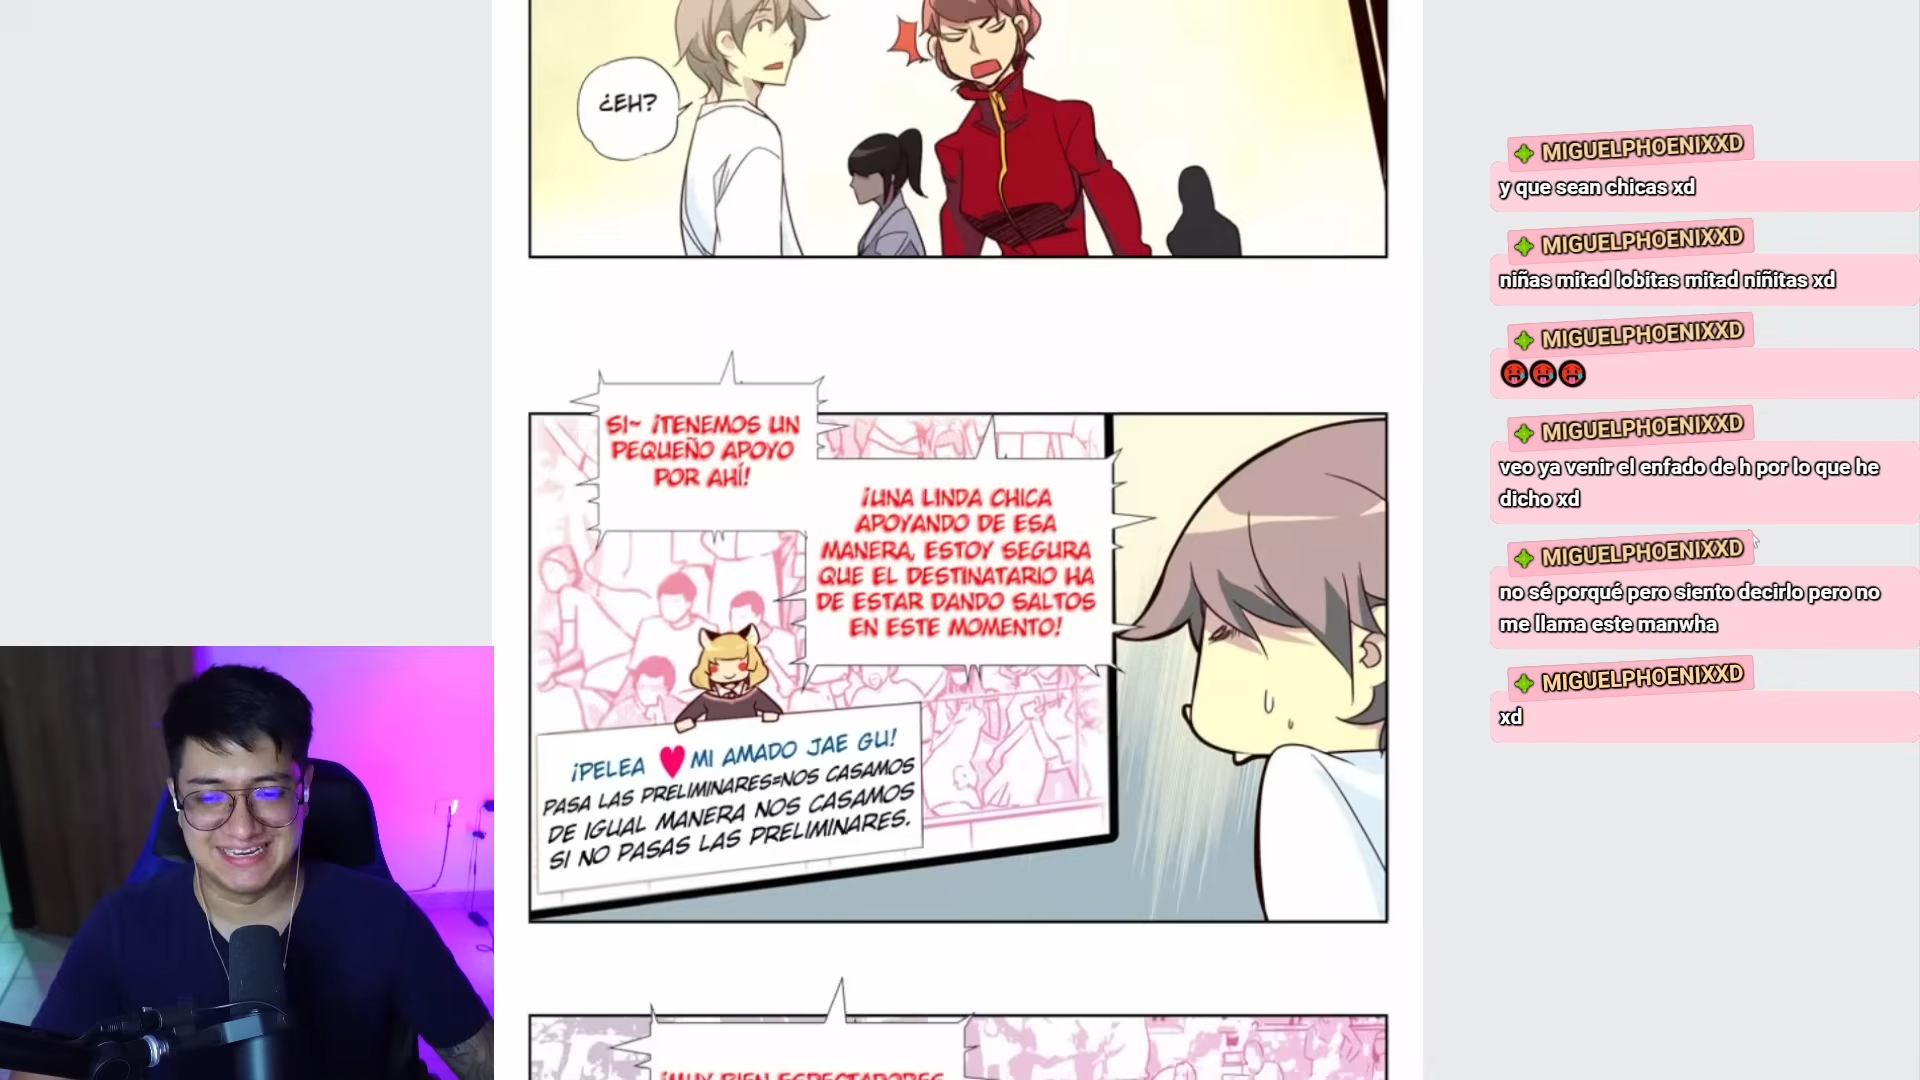 ¿EH?
SI~ ¡TENEMOS UN
PEQUEÑO APOYO
POR AHÍ!
¡UNA LINDA CHICA
APOYANDO DE ESA
MANERA, ESTOY SEGURA
QUE EL DESTINATARIO HA
DE ESTAR DANDO SALTOS
EN ESTE MOMENTO!
¡PELEA ♥ MI AMADO JAE GU!
PASA LAS PRELIMINARES=NOS CASAMOS
DE IGUAL MANERA NOS CASAMOS
SI NO PASAS LAS PRELIMINARES.
¡MUY BIEN ESPECTADORES
MIGUELPHOENIXXD
y que sean chicas xd
MIGUELPHOENIXXD
niñas mitad lobitas mitad niñitas xd
MIGUELPHOENIXXD
🥵🥵🥵
MIGUELPHOENIXXD
veo ya venir el enfado de h por lo que he
dicho xd
MIGUELPHOENIXXD
no sé porqué pero siento decirlo pero no
me llama este manwha
MIGUELPHOENIXXD
xd